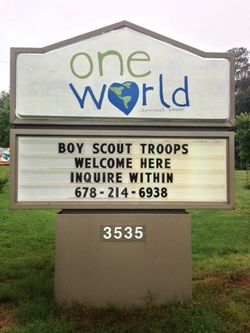 one
world
BOY SCOUT TROOPS
WELCOME HERE
INQUIRE WITHIN
678-214-6938
3535